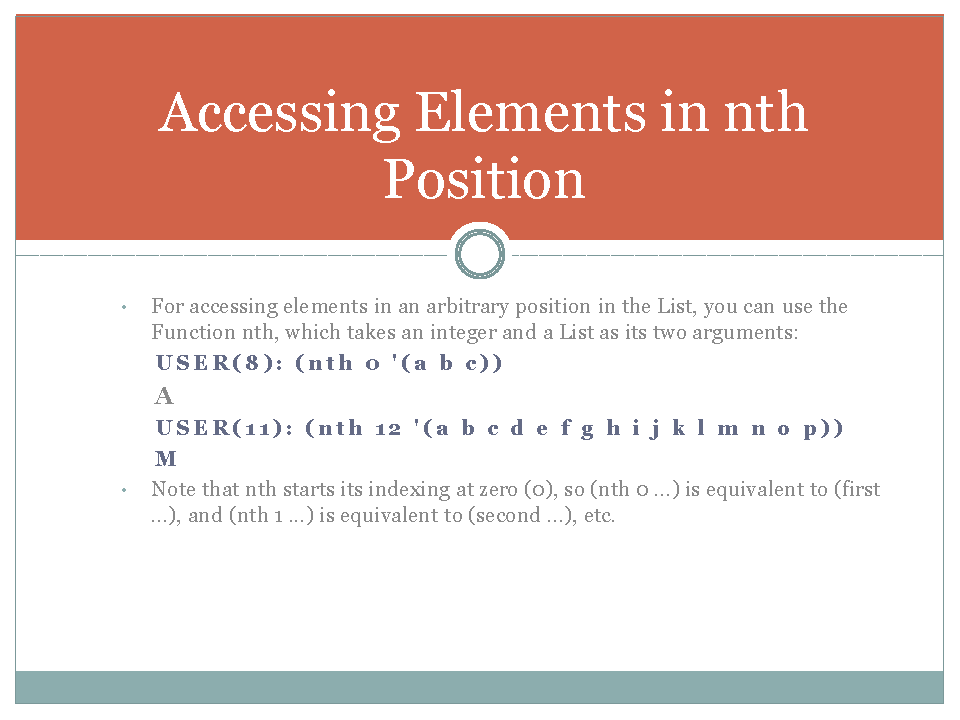 Accessing Elements in nth
Position
• For accessing elements in an arbitrary position in the List, you can use the
Function nth, which takes an integer and a List as its two arguments:
USER(8): (nth 0 '(a b c))
A
USER(11): (nth 12 '(a b c d e f g h i j k l m n o p))
M
• Note that nth starts its indexing at zero (0), so (nth 0 ...) is equivalent to (first
...), and (nth 1 ...) is equivalent to (second ...), etc.